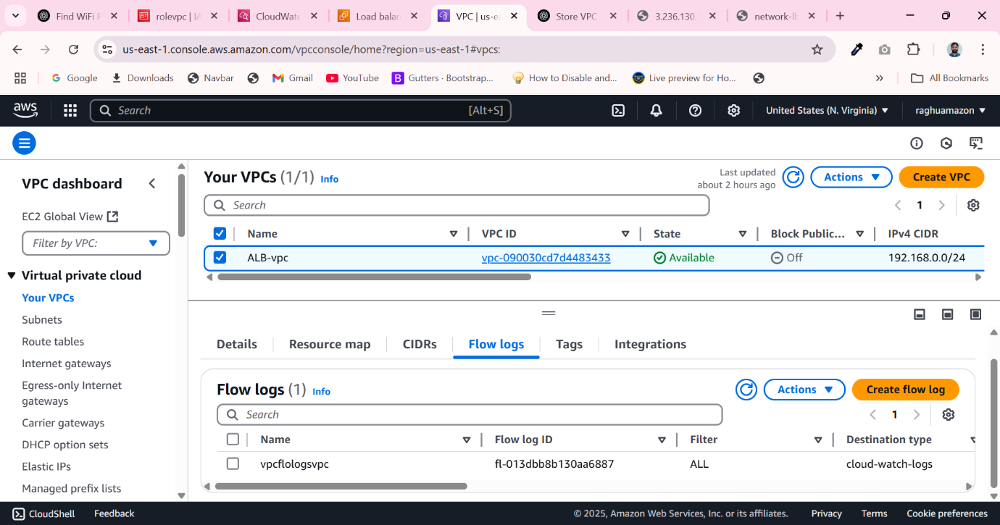 Find WiFi P
rolevpc | IA
CloudWatc
Load balan
VPC | us-ea
Store VPC
3.236.130.
network-lb
us-east-1.console.aws.amazon.com/vpcconsole/home?region=us-east-1#vpcs:
Google
Downloads
Navbar
Gmail
YouTube
B
Gutters · Bootstrap...
How to Disable and...
Live preview for Ho...
All Bookmarks
aws
Search
[Alt+S]
United States (N. Virginia)
raghuamazon
VPC dashboard
EC2 Global View
Filter by VPC:
Virtual private cloud
Your VPCs
Subnets
Route tables
Internet gateways
Egress-only Internet
gateways
Carrier gateways
DHCP option sets
Elastic IPs
Managed prefix lists
Your VPCs (1/1) Info
Last updated
about 2 hours ago
Actions
Create VPC
Search
1
Name VPC ID State Block Public... IPv4 CIDR
ALB-vpc vpc-090030cd7d4483433 Available Off 192.168.0.0/24
Details Resource map CIDRs Flow logs Tags Integrations
Flow logs (1) Info
Actions
Create flow log
Search
1
Name Flow log ID Filter Destination type
vpcflologsvpc fl-013dbb8b130aa6887 ALL cloud-watch-logs
CloudShell Feedback © 2025, Amazon Web Services, Inc. or its affiliates. Privacy Terms Cookie preferences